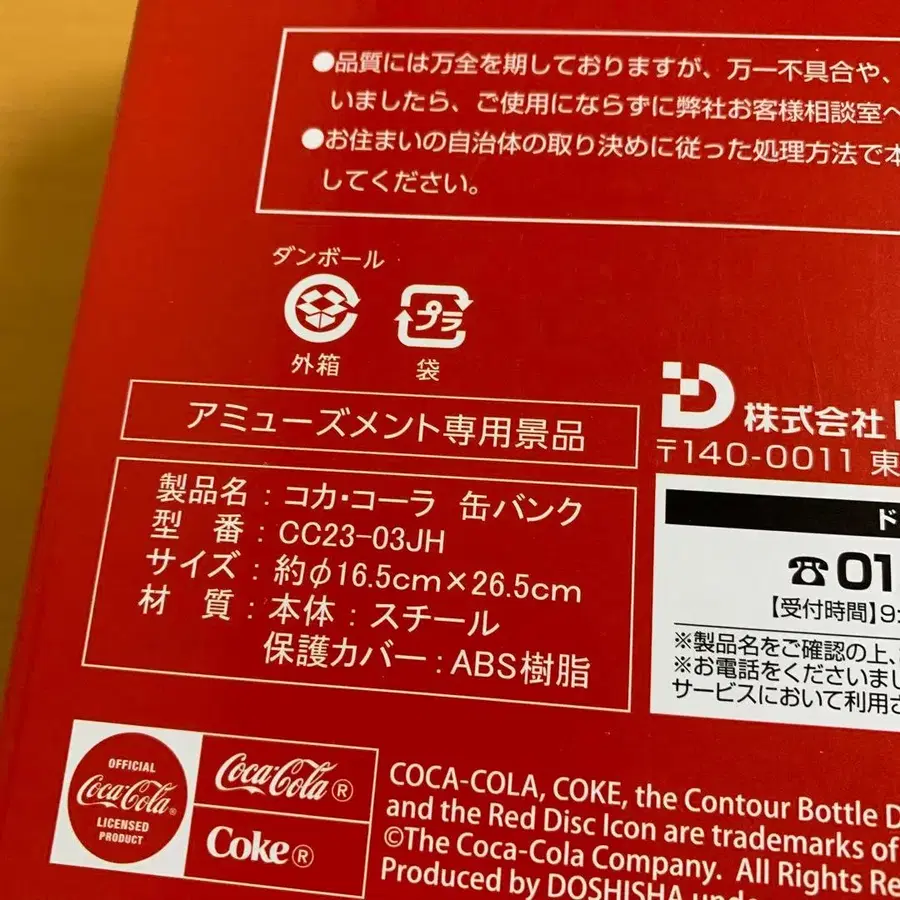 ●品質には万全を期しておりますが、万一不具合や、
いましたら、ご使用にならずに弊社お客様相談室へ
●お住まいの自治体の取り決めに従った処理方法で本
してください。
ダンボール
外箱
プラ
袋
アミューズメント専用景品
製品名：コカ・コーラ 缶バンク
型 番：CC23-03JH
サイズ：約φ16.5cm×26.5cm
材 質：本体：スチール
保護カバー：ABS樹脂
D 株式会社
〒140-0011 東
ド
☎01
【受付時間】9:
※製品名をご確認の上、
※お電話をくださいまし
サービスにおいて利用さ
OFFICIAL
Coca-Cola®
LICENSED
PRODUCT
Coca-Cola®
Coke®
COCA-COLA, COKE, the Contour Bottle D
and the Red Disc Icon are trademarks of
©The Coca-Cola Company. All Rights Re
Produced by DOSHISHA under